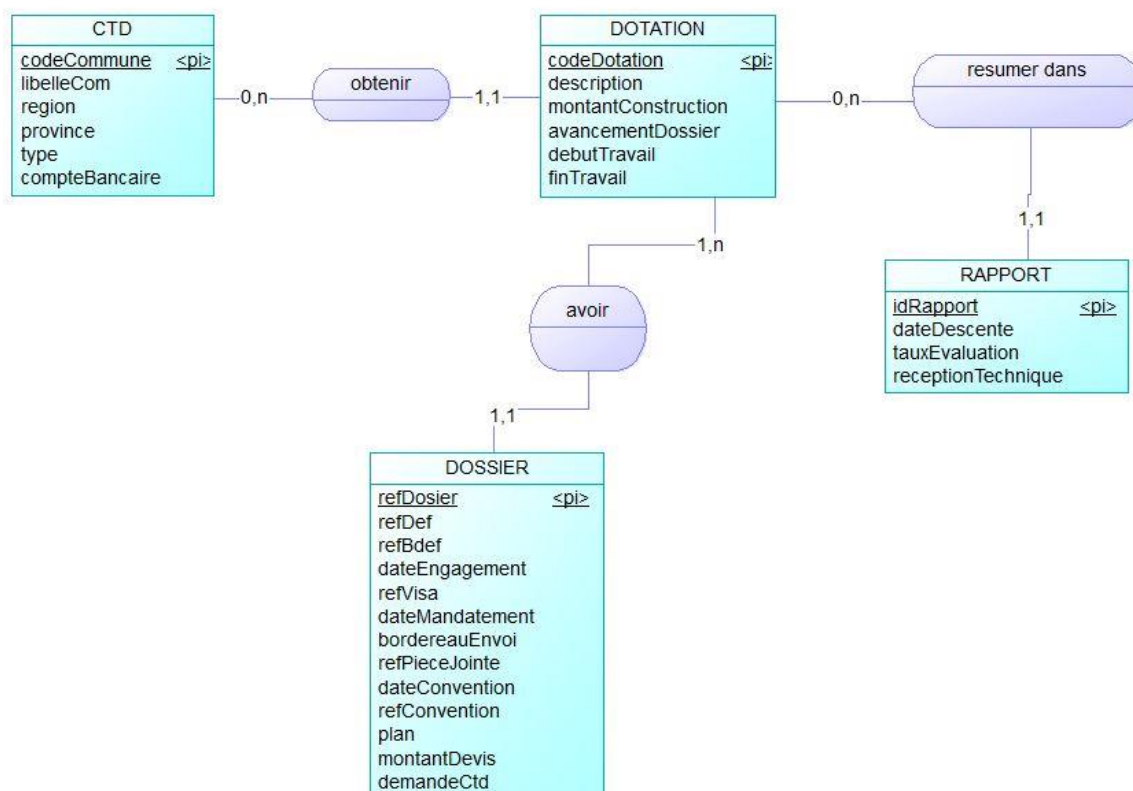 CTD
codeCommune <pi>
libelleCom
region
province
type
compteBancaire
0,n
obtenir
1,1
DOTATION
codeDotation <pi>
description
montantConstruction
avancementDossier
debutTravail
finTravail
0,n
resumer dans
1,1
RAPPORT
idRapport <pi>
dateDescente
tauxEvaluation
receptionTechnique
1,n
avoir
1,1
DOSSIER
refDosier <pi>
refDef
refBdef
dateEngagement
refVisa
dateMandatement
bordereauEnvoi
refPieceJointe
dateConvention
refConvention
plan
montantDevis
demandeCtd